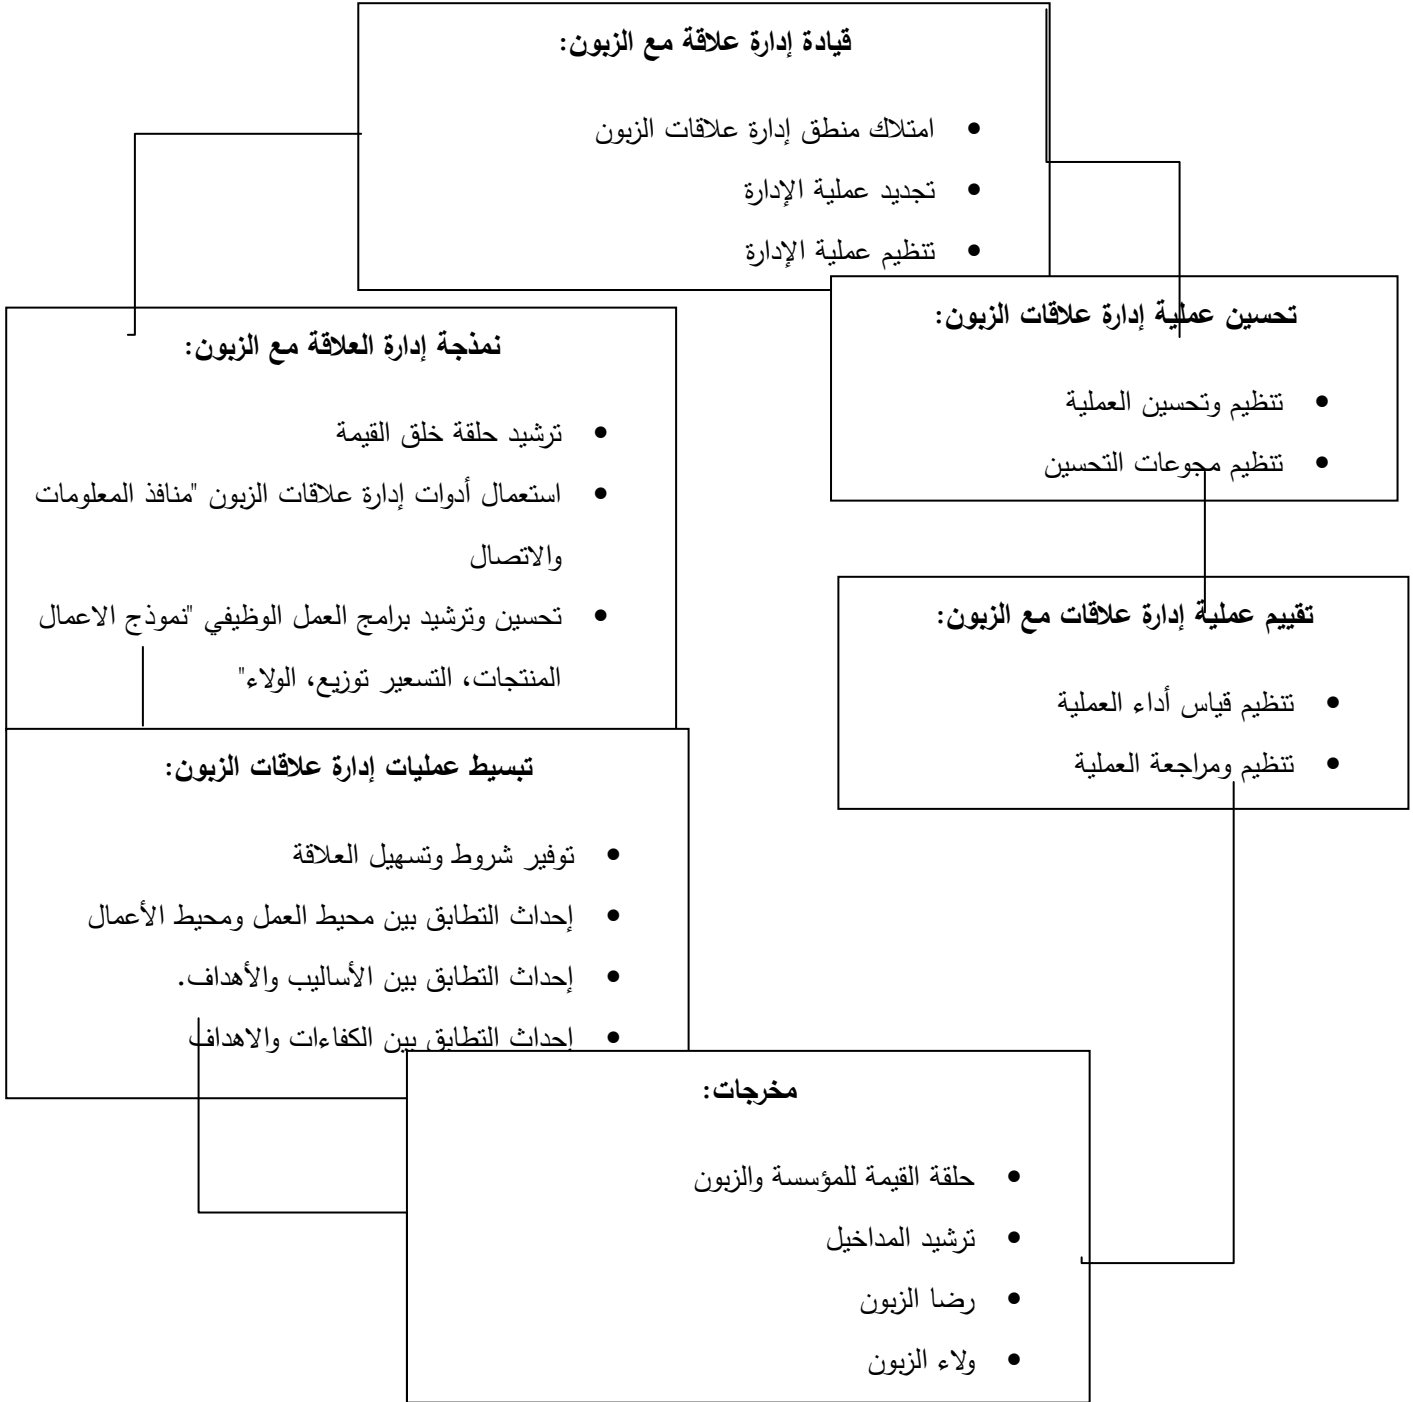 قيادة إدارة علاقة مع الزبون:
• امتلاك منطق إدارة علاقات الزبون
• تجديد عملية الإدارة
• تنظيم عملية الإدارة
تحسين عملية إدارة علاقات الزبون:
• تنظيم وتحسين العملية
• تنظيم مجوعات التحسين
نمذجة إدارة العلاقة مع الزبون:
• ترشيد حلقة خلق القيمة
• استعمال أدوات إدارة علاقات الزبون "منافذ المعلومات
والاتصال
• تحسين وترشيد برامج العمل الوظيفي "نموذج الاعمال
المنتجات، التسعير توزيع، الولاء"
تقييم عملية إدارة علاقات مع الزبون:
• تنظيم قياس أداء العملية
• تنظيم ومراجعة العملية
تبسيط عمليات إدارة علاقات الزبون:
• توفير شروط وتسهيل العلاقة
• إحداث التطابق بين محيط العمل ومحيط الأعمال
• إحداث التطابق بين الأساليب والأهداف.
• إحداث التطابق بين الكفاءات والاهداف
مخرجات:
• حلقة القيمة للمؤسسة والزبون
• ترشيد المداخيل
• رضا الزبون
• ولاء الزبون